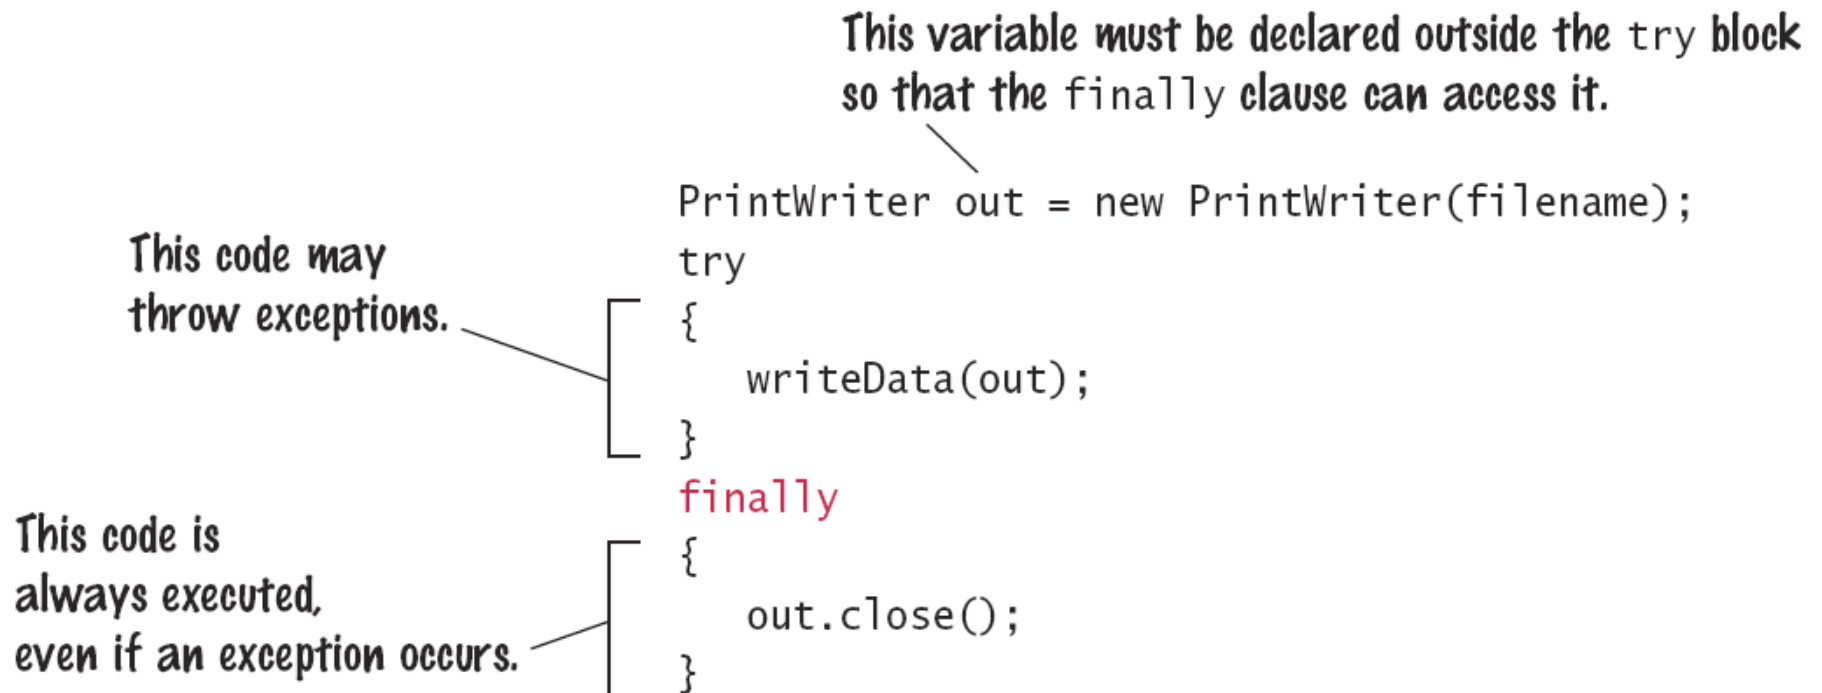 This variable must be declared outside the try block
so that the finally clause can access it.
PrintWriter out = new PrintWriter(filename);
This code may
throw exceptions.
try
{
writeData(out);
}
finally
This code is
always executed,
even if an exception occurs.
{
out.close();
}